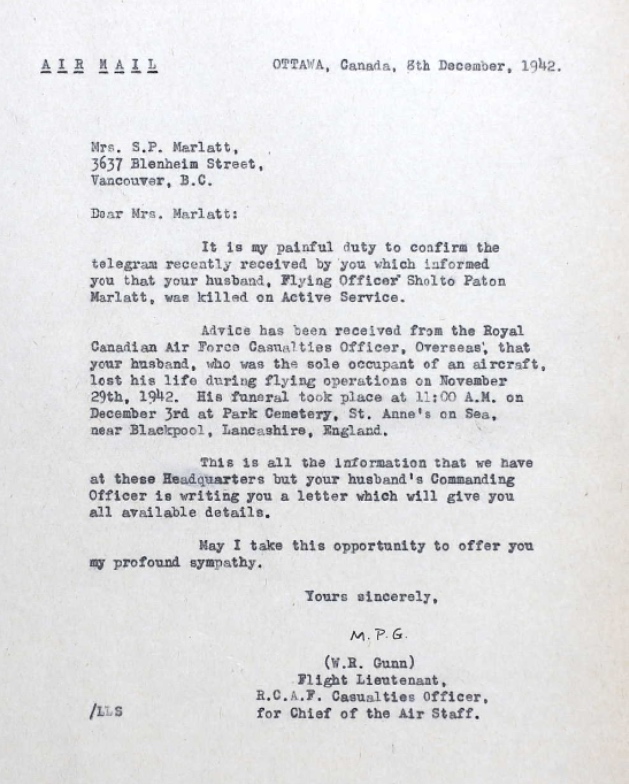 AIR MAIL
OTTAWA, Canada, 8th December, 1942.
Mrs. S.P. Marlatt,
3637 Blenheim Street,
Vancouver, B.C.
Dear Mrs. Marlatt:
It is my painful duty to confirm the
telegram recently received by you which informed
you that your husband, Flying Officer Sholto Paton
Marlatt, was killed on Active Service.
Advice has been received from the Royal
Canadian Air Force Casualties Officer, Overseas, that
your husband, who was the sole occupant of an aircraft,
lost his life during flying operations on November
29th, 1942. His funeral took place at 11:00 A.M. on
December 3rd at Park Cemetery, St. Anne's on Sea,
near Blackpool, Lancashire, England.
This is all the information that we have
at these Headquarters but your husband's Commanding
Officer is writing you a letter which will give you
all available details.
May I take this opportunity to offer you
my profound sympathy.
Yours sincerely,
M.P.G.
(W.R. Gunn)
Flight Lieutenant,
R.C.A.F. Casualties Officer,
/LLS for Chief of the Air Staff.